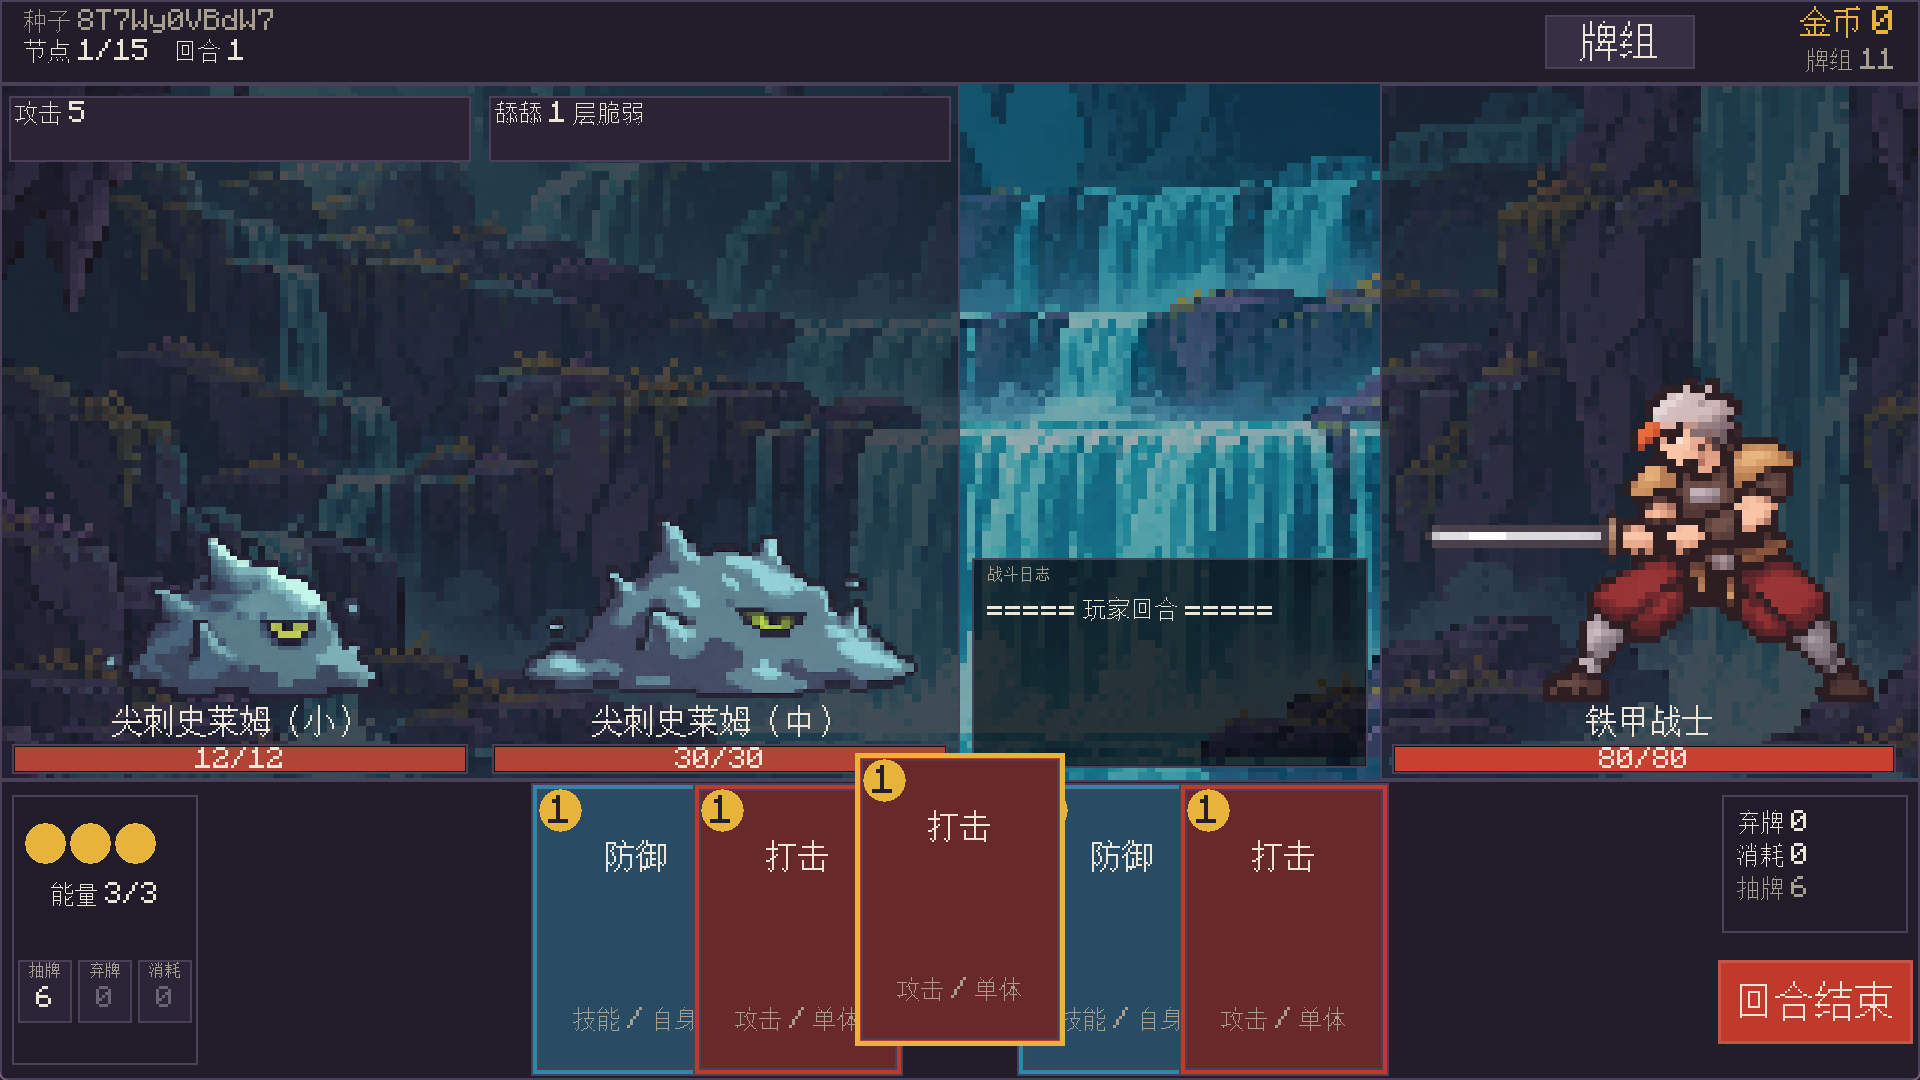 种子 8T7Wy0VBdW7
节点 1/15 回合 1
牌组
金币 0
牌组 11
攻击 5
舔舔 1 层脆弱
战斗日志
===== 玩家回合 =====
尖刺史莱姆（小）
尖刺史莱姆（中）
铁甲战士
12/12
30/30
80/80
能量 3/3
抽牌 6
弃牌 0
消耗 0
1
防御
技能 / 自身
1
打击
攻击 / 单体
1
打击
攻击 / 单体
防御
技能 / 自身
1
打击
攻击 / 单体
弃牌 0
消耗 0
抽牌 6
回合结束